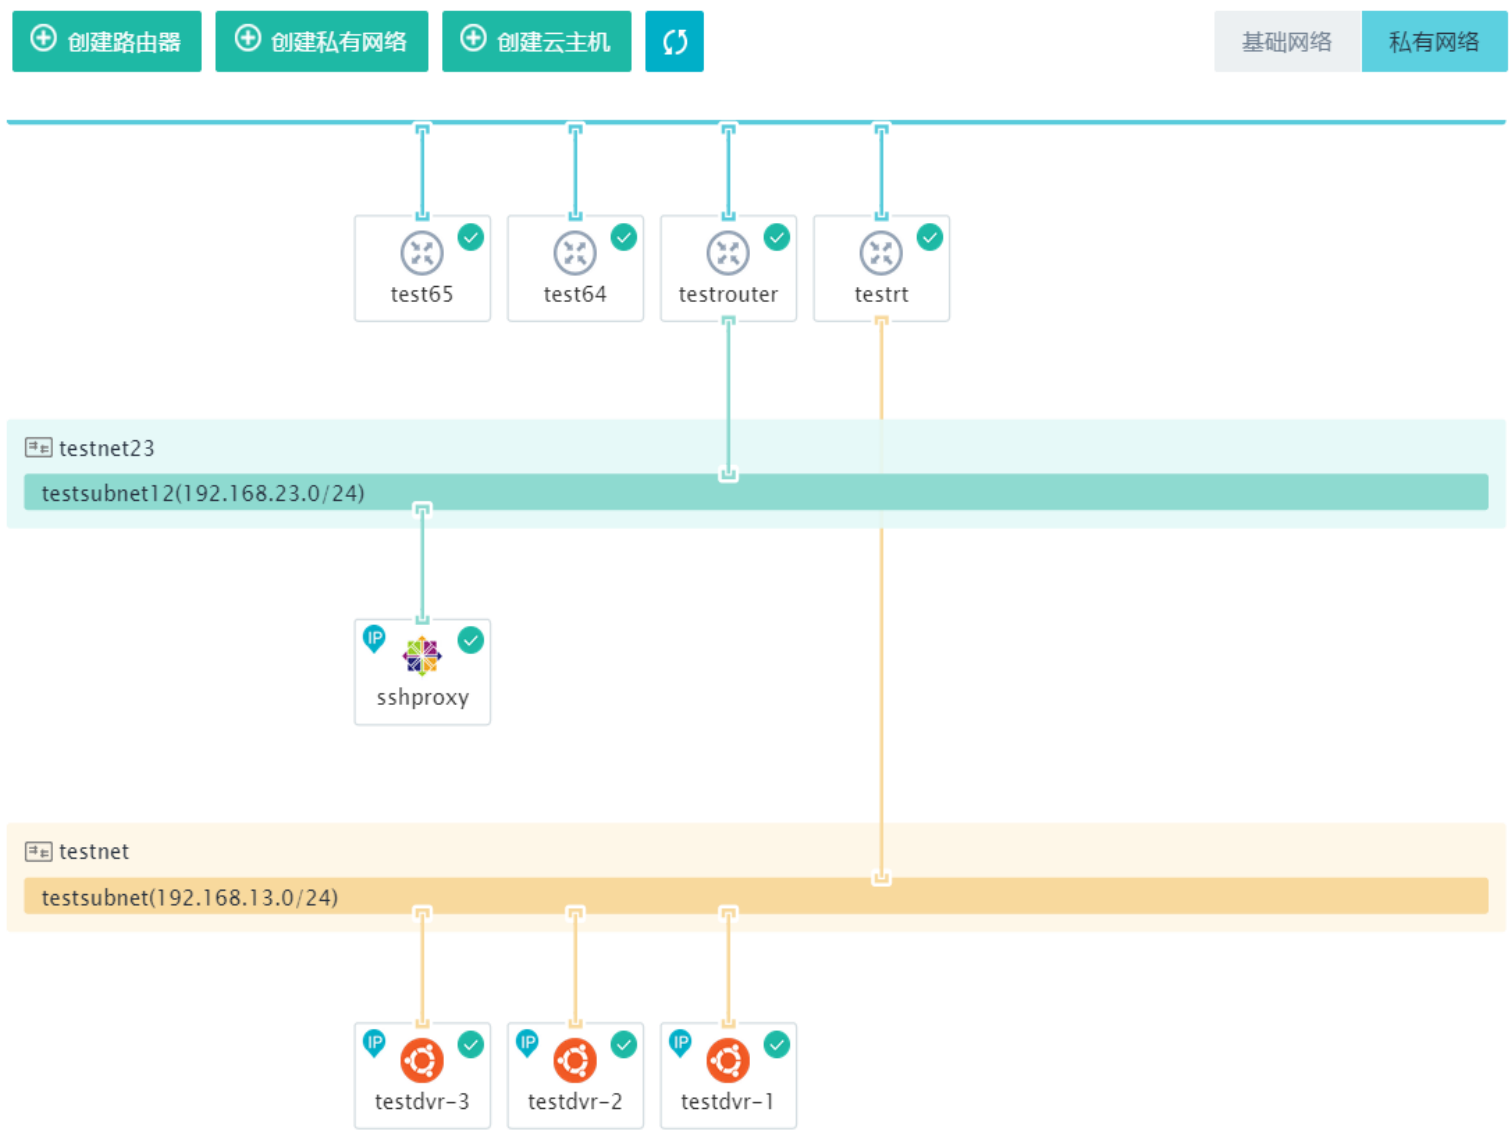 创建路由器
创建私有网络
创建云主机
基础网络
私有网络
test65
test64
testrouter
testrt
testnet23
testsubnet12(192.168.23.0/24)
IP
sshproxy
testnet
testsubnet(192.168.13.0/24)
IP
IP
IP
testdvr-3
testdvr-2
testdvr-1